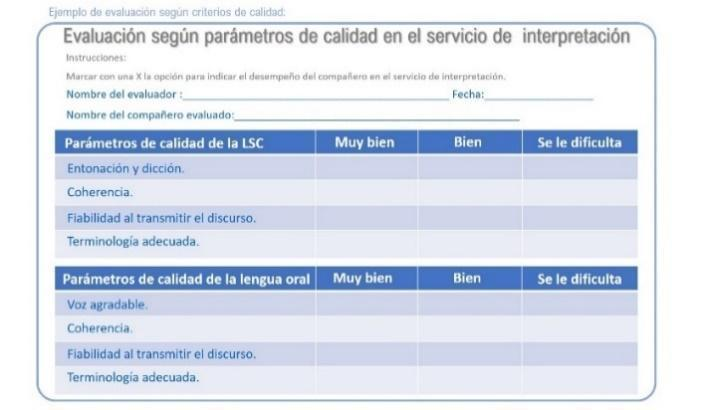 Ejemplo de evaluación según criterios de calidad:
Evaluación según parámetros de calidad en el servicio de interpretación
Instrucciones:
Marcar con una X la opción para indicar el desempeño del compañero en el servicio de interpretación.
Nombre del evaluador :____________________ Fecha:____________________
Nombre del compañero evaluado:____________________
Parámetros de calidad de la LSC Muy bien Bien Se le dificulta
Entonación y dicción.
Coherencia.
Fiabilidad al transmitir el discurso.
Terminología adecuada.
Parámetros de calidad de la lengua oral Muy bien Bien Se le dificulta
Voz agradable.
Coherencia.
Fiabilidad al transmitir el discurso.
Terminología adecuada.